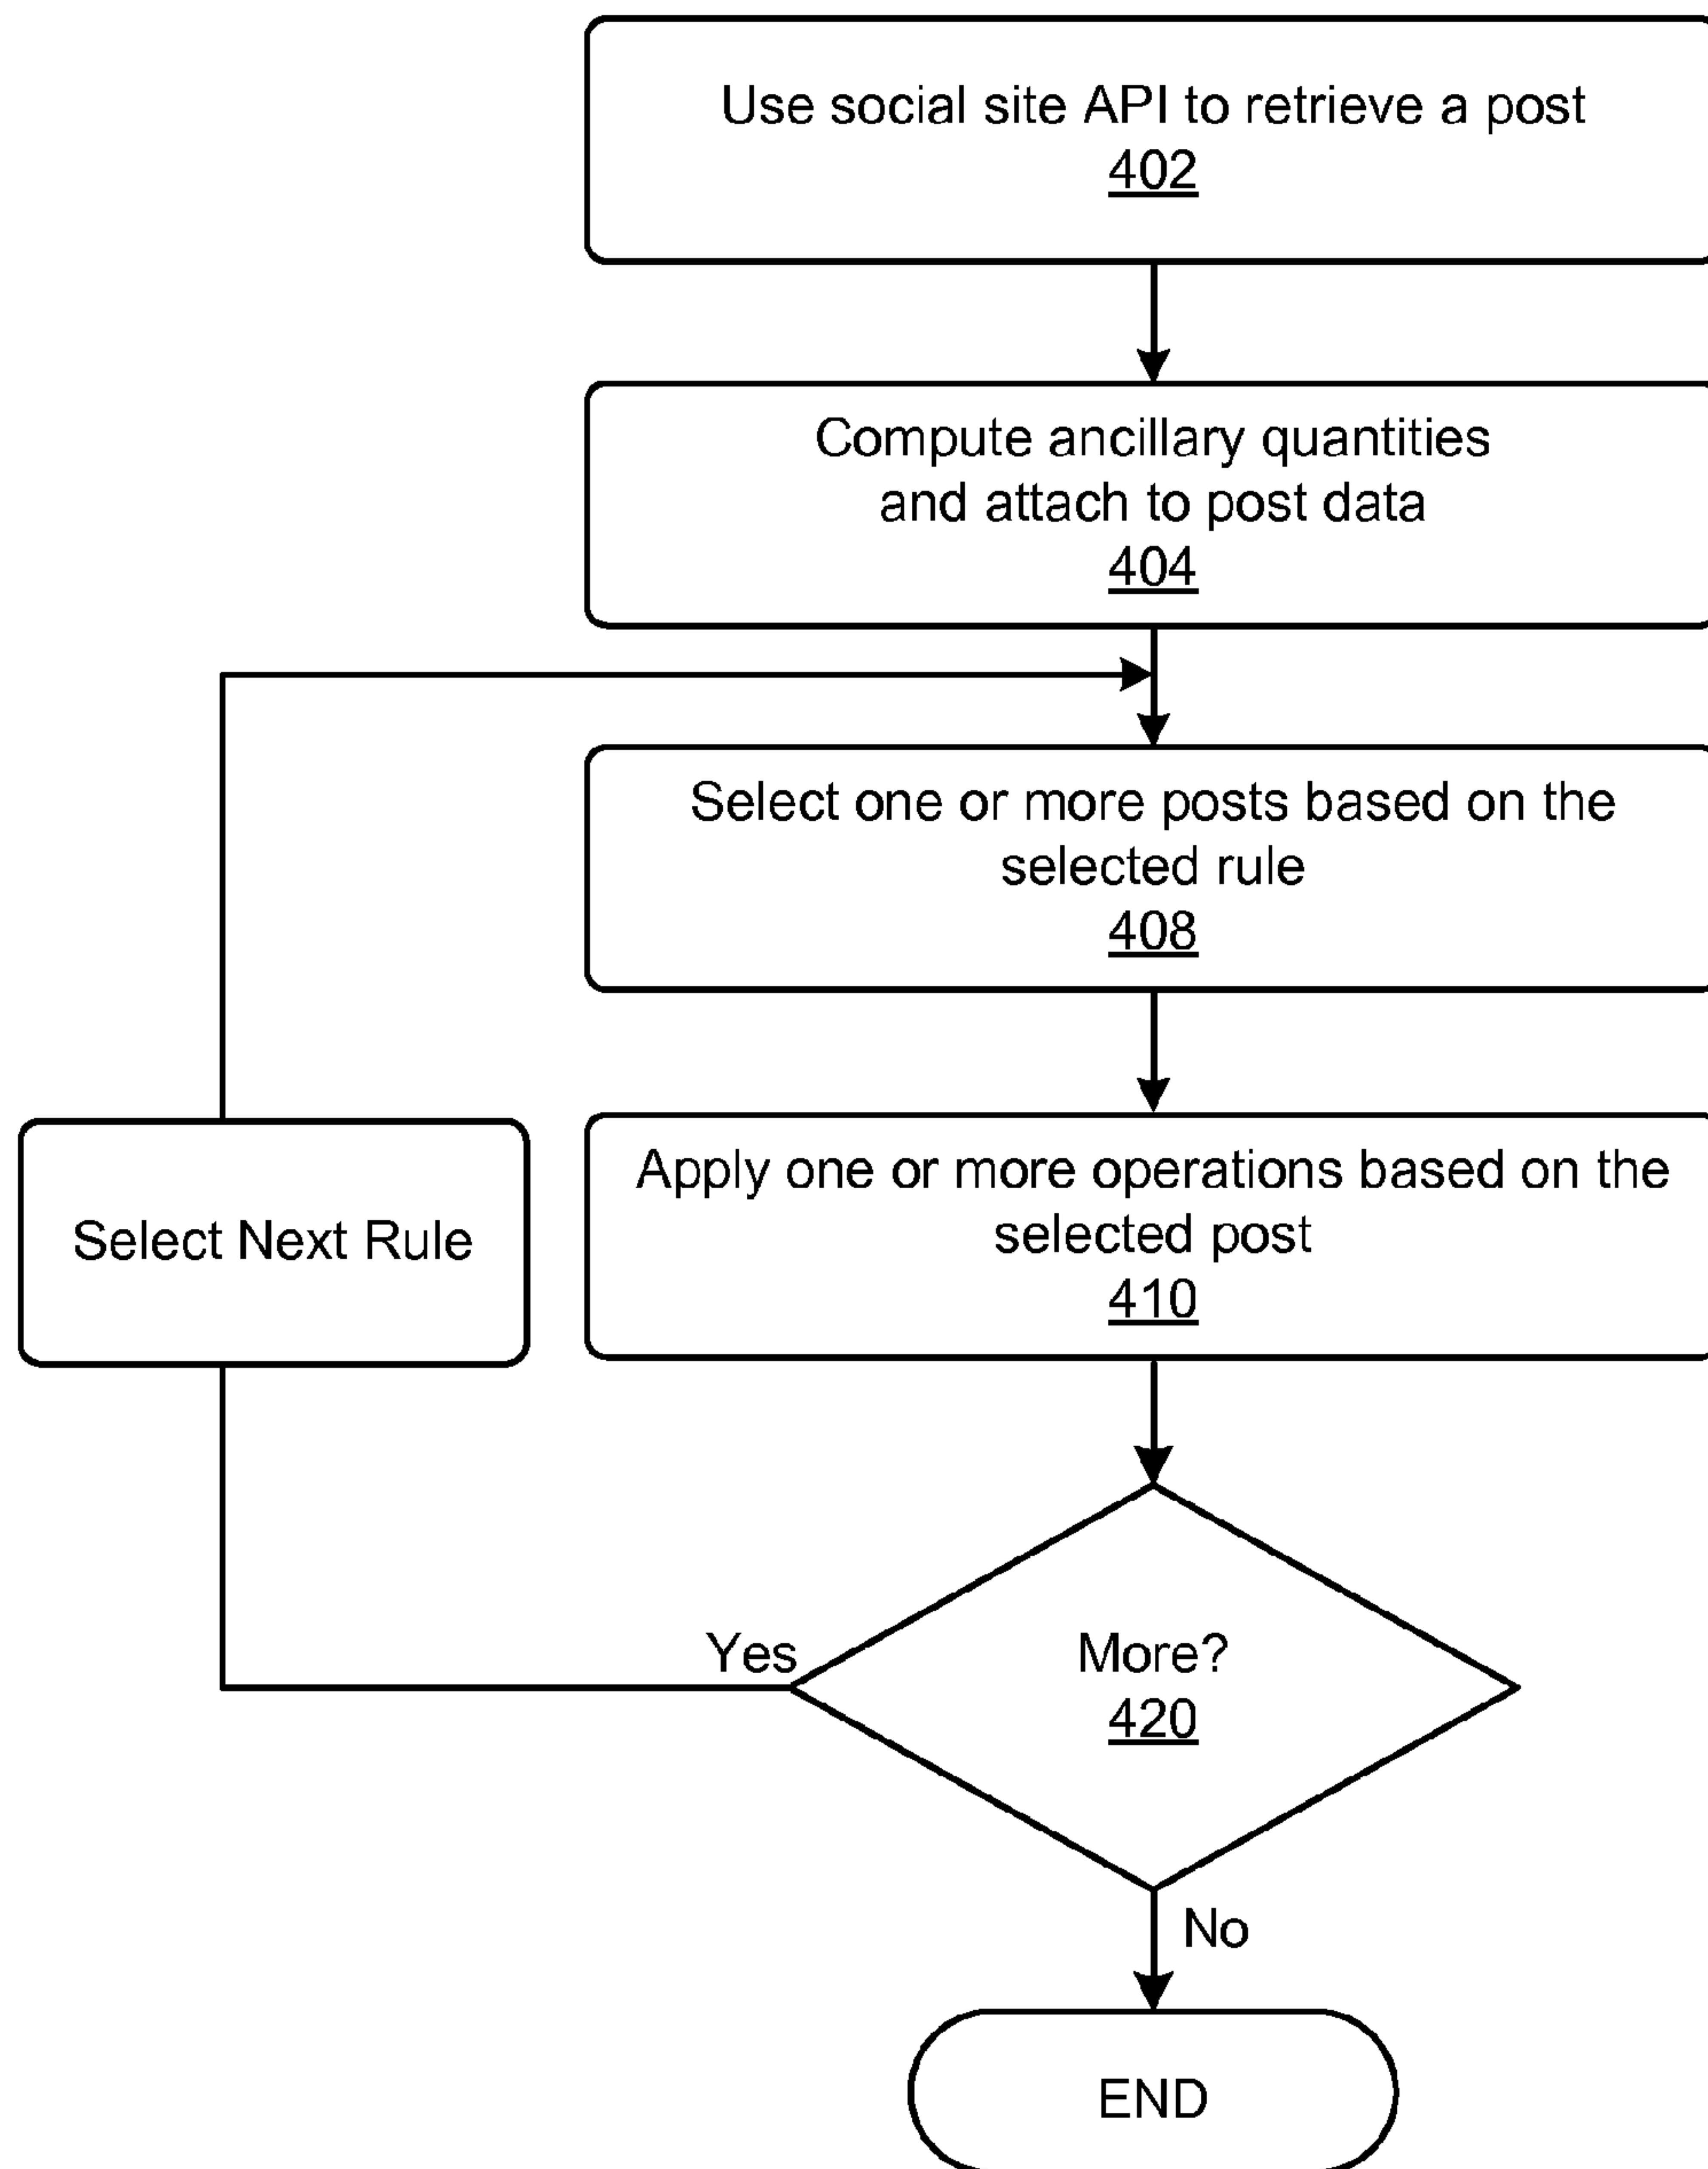 Use social site API to retrieve a post
402
Compute ancillary quantities
and attach to post data
404
Select one or more posts based on the
selected rule
408
Select Next Rule
Apply one or more operations based on the
selected post
410
Yes
More?
420
No
END